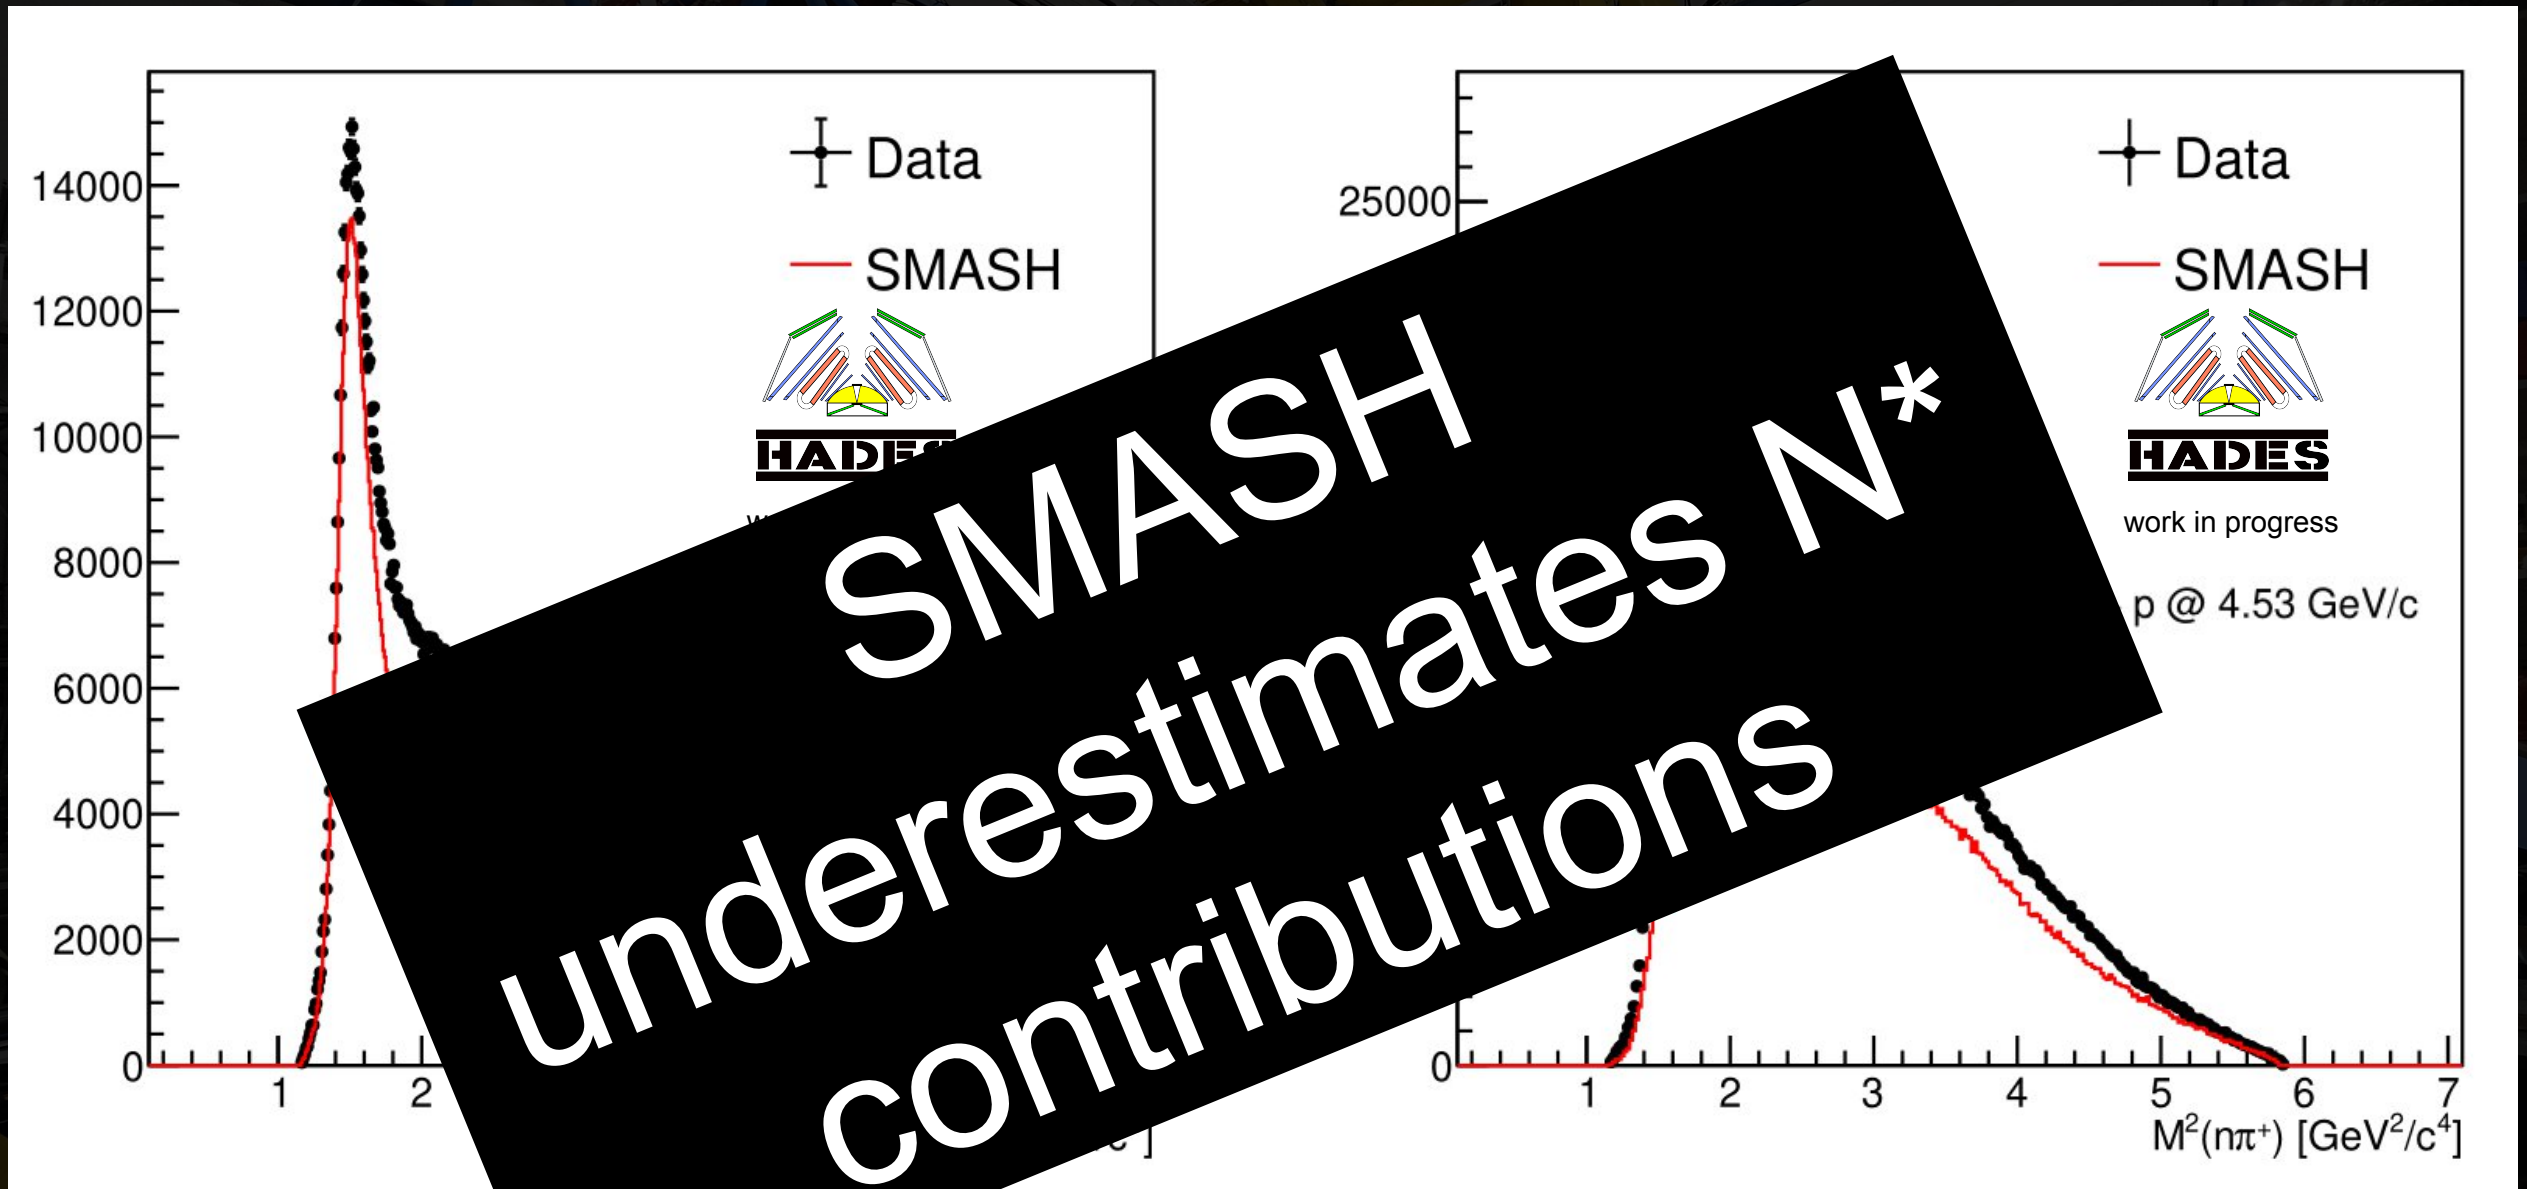 Data
SMASH
HADES
14000
12000
10000
8000
6000
4000
2000
0
1
2
Data
SMASH
HADES
work in progress
p @ 4.53 GeV/c
25000
0
1
2
3
4
5
6
7
M²(nπ⁺) [GeV²/c⁴]
SMASH
underestimates N*
contributions